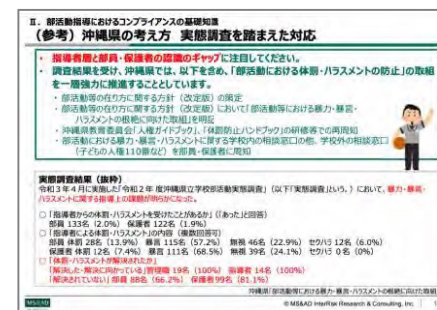 Ⅱ. 部活動指導におけるコンプライアンスの基礎知識
（参考）沖縄県の考え方 実態調査を踏まえた対応
・ 指導者層と部員・保護者の認識のギャップに注目してください。
・ 調査結果を受け、沖縄県では、以下を含め、「部活動における体罰・ハラスメントの防止」の取組
を一層強力に推進することとしています。
・ 部活動等の在り方に関する方針（改定版）の策定
・ 部活動等の在り方に関する方針（改定版）において「部活動等における暴力・暴言・
ハラスメントの根絶に向けた取組」を明記
・ 沖縄県教育委員会「人権ガイドブック」、「体罰防止ハンドブック」の研修等での再周知
・ 部活動における暴力・暴言・ハラスメントに関する学校内の相談窓口の他、学校外の相談窓口
（子どもの人権110番など）を部員・保護者に周知
実態調査結果（抜粋）
令和３年４月に実施した「令和２年度沖縄県立学校部活動実態調査」（以下「実態調査」という。）において、暴力・暴言・
ハラスメントに関する指導上の課題が明らかになった。
□「指導者からの体罰・ハラスメントを受けたことがあるか」（「あった」と回答）
部員 133名（2.0%） 保護者 122名（1.9%）
□「指導者による体罰・ハラスメント」の内容（複数回答可）
部員 体罰 28名（13.9%） 暴言 115名（57.2%） 無視 46名（22.9%） セクハラ 12名（6.0%）
保護者 体罰 12名（7.4%） 暴言 111名（68.5%） 無視 39名（24.1%） セクハラ 0名（0%）
□「体罰・ハラスメントが解決されたか」
「解決した・解決に向かっている」管理職 19名（100%） 指導者 14名（100%）
「解決されていない」部員 88名（66.2%） 保護者99名（81.1%）
沖縄県「部活動等における暴力・暴言・ハラスメントの根絶に向けた取組
MS&AD
© MS&AD InterRisk Research & Consulting, Inc.